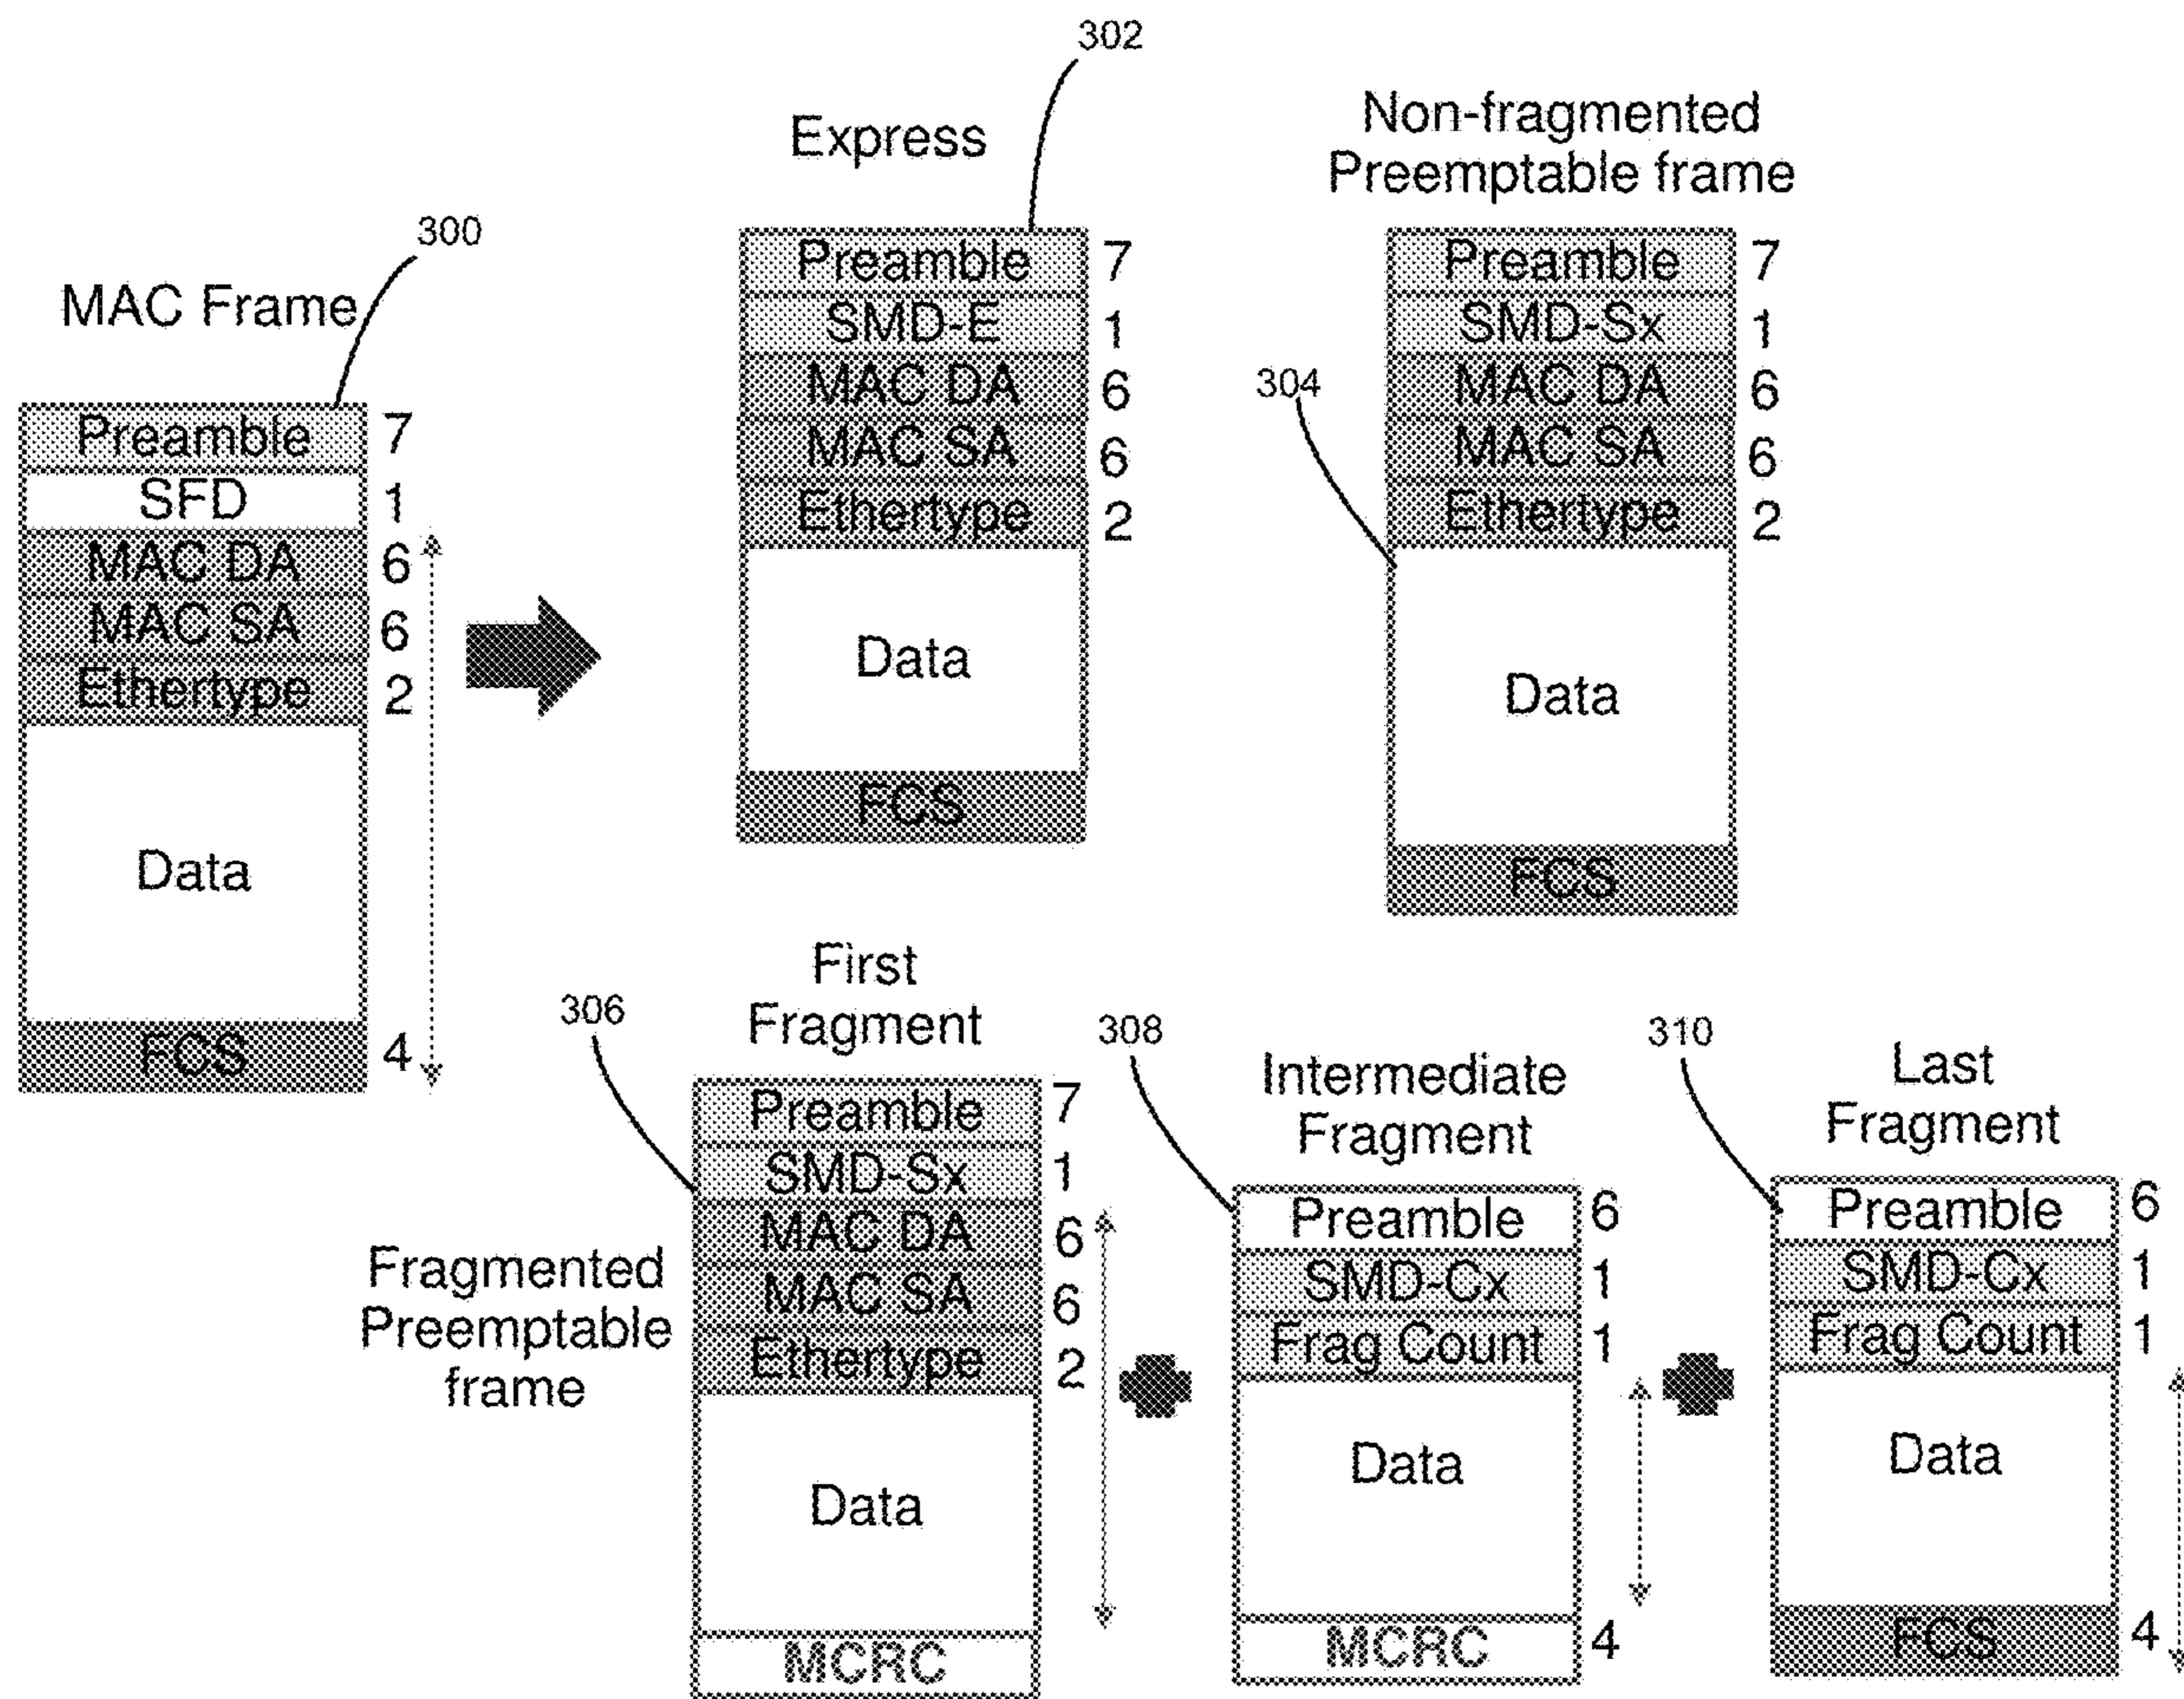 302
Express
Non-fragmented
Preemptable frame
300
MAC Frame
Preamble 7
SFD 1
MAC DA 6
MAC SA 6
Ethertype 2
Data
FCS 4
Preamble 7
SMD-E 1
MAC DA 6
MAC SA 6
Ethertype 2
Data
FCS
304
Preamble 7
SMD-Sx 1
MAC DA 6
MAC SA 6
Ethertype 2
Data
FCS
Fragmented
Preemptable
frame
306
First
Fragment
Preamble 7
SMD-Sx 1
MAC DA 6
MAC SA 6
Ethertype 2
Data
MCRC
308
Intermediate
Fragment
Preamble 6
SMD-Cx 1
Frag Count 1
Data
MCRC 4
310
Last
Fragment
Preamble 6
SMD-Cx 1
Frag Count 1
Data
FCS 4